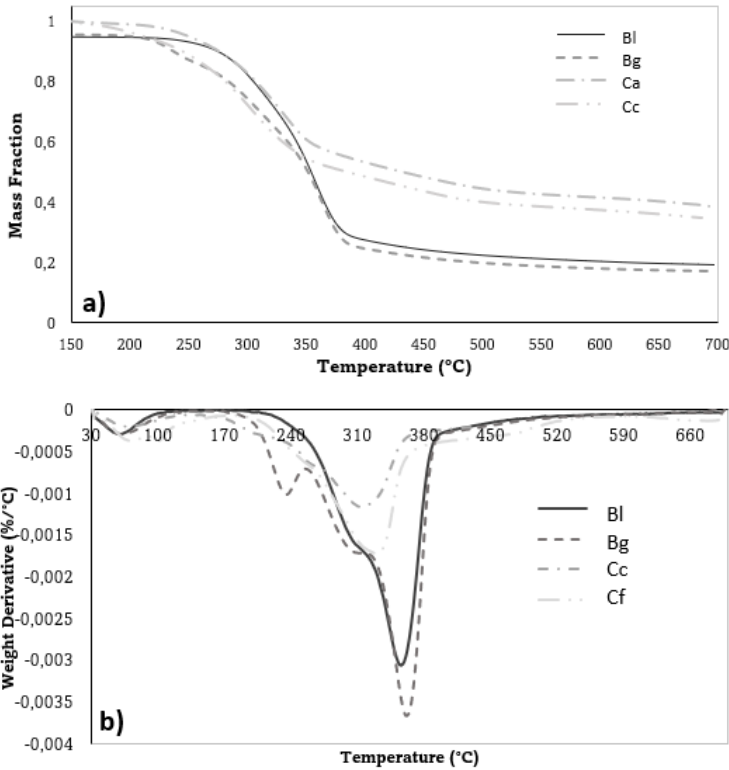 1
0,8
0,6
0,4
0,2
0
Mass Fraction
Bl
Bg
Ca
Cc
a)
150 200 250 300 350 400 450 500 550 600 650 700
Temperature (°C)
0
30 100 170 240 310 380 450 520 590 660
-0,0005
-0,001
-0,0015
-0,002
-0,0025
-0,003
-0,0035
-0,004
Weight Derivative (%/°C)
Bl
Bg
Cc
Cf
b)
Temperature (°C)